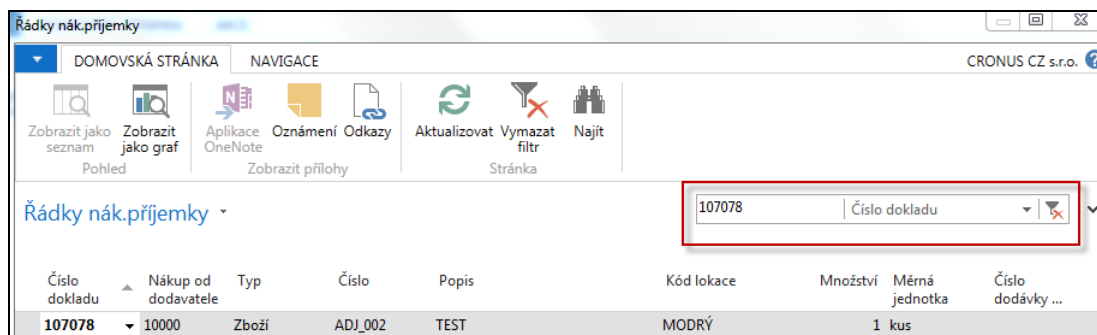 Řádky nák.příjemky
DOMOVSKÁ STRÁNKA NAVIGACE CRONUS CZ s.r.o.
Zobrazit jako seznam
Zobrazit jako graf
Aplikace OneNote
Oznámení
Odkazy
Aktualizovat
Vymazat filtr
Najít
Pohled
Zobrazit přílohy
Stránka
Řádky nák.příjemky
107078 Číslo dokladu
Číslo dokladu
Nákup od dodavatele
Typ
Číslo
Popis
Kód lokace
Množství
Měrná jednotka
Číslo dodávky ...
107078 10000 Zboží ADJ_002 TEST MODRÝ 1 kus